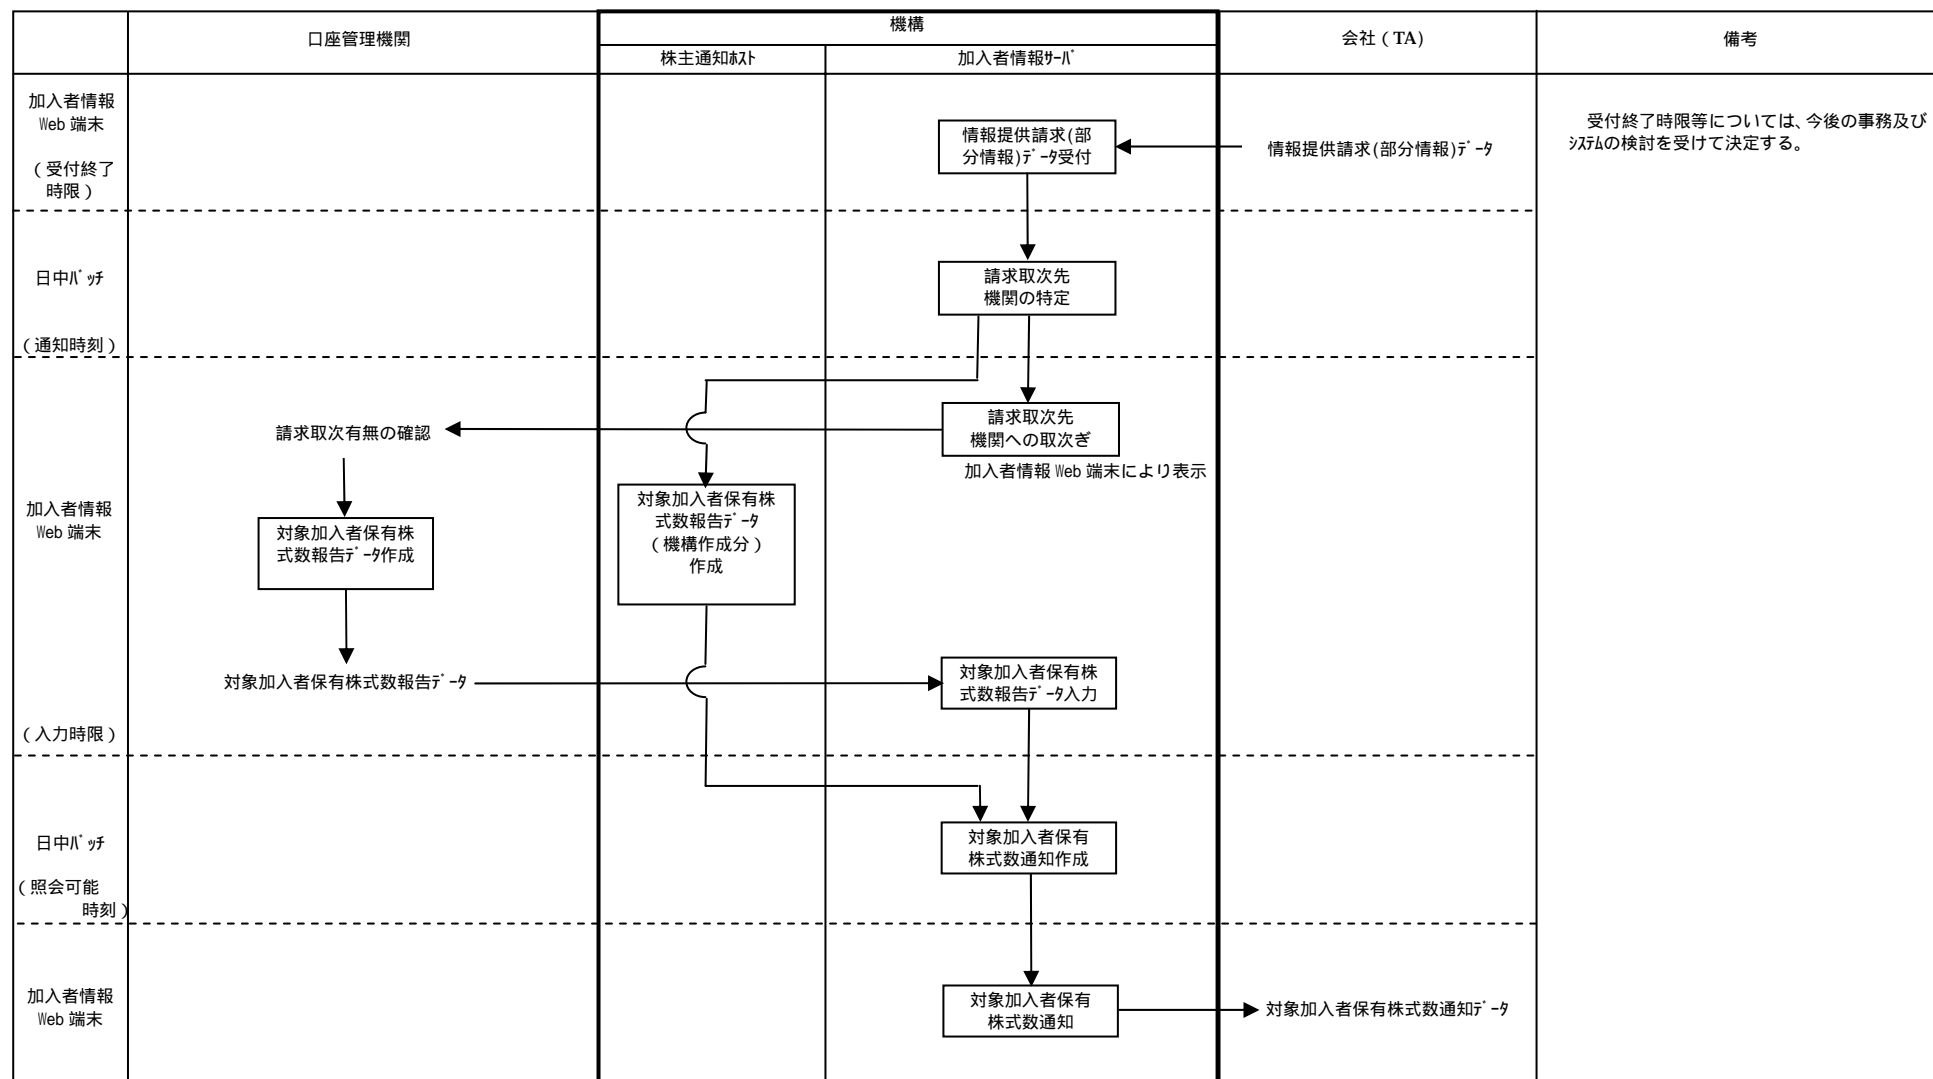 口座管理機関
機構
会社（TA）
備考
株主通知ﾎｽﾄ
加入者情報ｻｰﾊﾞ
加入者情報
Web 端末
（受付終了
時限）
情報提供請求(部
分情報)ﾃﾞｰﾀ受付
情報提供請求(部分情報)ﾃﾞｰﾀ
受付終了時限等については、今後の事務及び
ｼｽﾃﾑの検討を受けて決定する。
日中ﾊﾞｯﾁ
（通知時刻）
請求取次先
機関の特定
請求取次有無の確認
請求取次先
機関への取次ぎ
加入者情報 Web 端末により表示
加入者情報
Web 端末
対象加入者保有株
式数報告ﾃﾞｰﾀ作成
対象加入者保有株
式数報告ﾃﾞｰﾀ
（機構作成分）
作成
対象加入者保有株式数報告ﾃﾞｰﾀ
対象加入者保有株
式数報告ﾃﾞｰﾀ入力
（入力時限）
日中ﾊﾞｯﾁ
（照会可能
時刻）
対象加入者保有
株式数通知作成
加入者情報
Web 端末
対象加入者保有
株式数通知
対象加入者保有株式数通知ﾃﾞｰﾀ